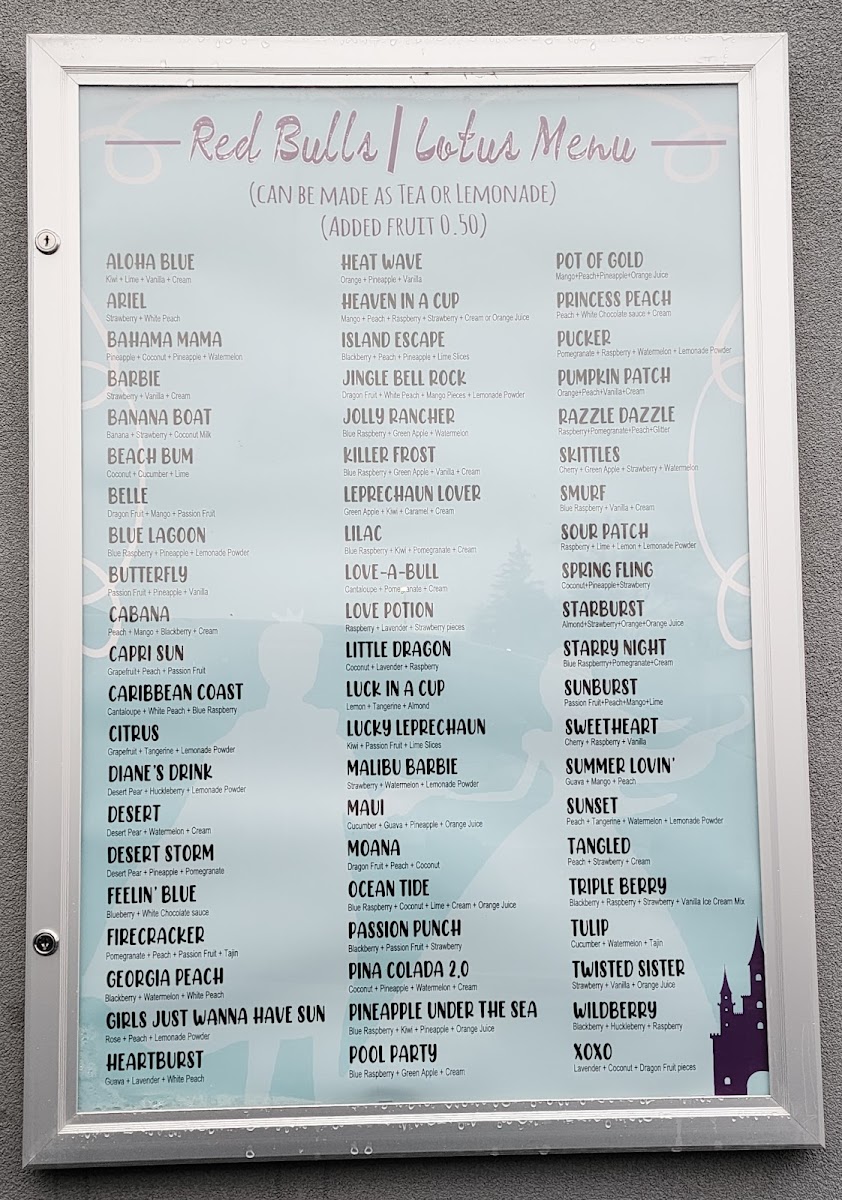 Red Bulls | Lotus Menu
(CAN BE MADE AS TEA OR LEMONADE)
(ADDED FRUIT 0.50)
ALOHA BLUE
Kiwi + Lime + Vanilla + Cream
ARIEL
Strawberry + White Peach
BAHAMA MAMA
Pineapple + Coconut + Pineapple + Watermelon
BARBIE
Strawberry + Vanilla + Cream
BANANA BOAT
Banana + Strawberry + Coconut Milk
BEACH BUM
Coconut + Cucumber + Lime
BELLE
Dragon Fruit + Mango + Passion Fruit
BLUE LAGOON
Blue Raspberry + Pineapple + Lemonade Powder
BUTTERFLY
Passion Fruit + Pineapple + Vanilla
CABANA
Peach + Mango + Blackberry + Cream
CAPRI SUN
Grapefruit+ Peach + Passion Fruit
CARIBBEAN COAST
Cantaloupe + White Peach + Blue Raspberry
CITRUS
Grapefruit + Tangerine + Lemonade Powder
DIANE'S DRINK
Desert Pear + Huckleberry + Lemonade Powder
DESERT
Desert Pear + Watermelon + Cream
DESERT STORM
Desert Pear + Pineapple + Pomegranate
FEELIN' BLUE
Blueberry + White Chocolate sauce
FIRECRACKER
Pomegranate + Peach + Passion Fruit + Tajin
GEORGIA PEACH
Blackberry + Watermelon + White Peach
GIRLS JUST WANNA HAVE SUN
Rose + Peach + Lemonade Powder
HEARTBURST
Guava + Lavender + White Peach
HEAT WAVE
Orange + Pineapple + Vanilla
HEAVEN IN A CUP
Mango + Peach + Raspberry + Strawberry + Cream or Orange Juice
ISLAND ESCAPE
Blackberry + Peach + Pineapple + Lime Slices
JINGLE BELL ROCK
Dragon Fruit + White Peach + Mango Pieces + Lemonade Powder
JOLLY RANCHER
Blue Raspberry + Green Apple + Watermelon
KILLER FROST
Blue Raspberry + Green Apple + Vanilla + Cream
LEPRECHAUN LOVER
Green Apple + Kiwi + Caramel + Cream
LILAC
Blue Raspberry + Kiwi + Pomegranate + Cream
LOVE-A-BULL
Cantaloupe + Pomegranate + Cream
LOVE POTION
Raspberry + Lavender + Strawberry pieces
LITTLE DRAGON
Coconut + Lavender + Raspberry
LUCK IN A CUP
Lemon + Tangerine + Almond
LUCKY LEPRECHAUN
Kiwi + Passion Fruit + Lime Slices
MALIBU BARBIE
Strawberry + Watermelon + Lemonade Powder
MAUI
Cucumber + Guava + Pineapple + Orange Juice
MOANA
Dragon Fruit + Peach + Coconut
OCEAN TIDE
Blue Raspberry + Coconut + Lime + Cream + Orange Juice
PASSION PUNCH
Blackberry + Passion Fruit + Strawberry
PINA COLADA 2.0
Coconut + Pineapple + Watermelon + Cream
PINEAPPLE UNDER THE SEA
Blue Raspberry + Kiwi + Pineapple + Orange Juice
POOL PARTY
Blue Raspberry + Green Apple + Cream
POT OF GOLD
Mango+Peach+Pineapple+Orange Juice
PRINCESS PEACH
Peach + White Chocolate sauce + Cream
PUCKER
Pomegranate + Raspberry + Watermelon + Lemonade Powder
PUMPKIN PATCH
Orange+Peach+Vanilla+Cream
RAZZLE DAZZLE
Raspberry+Pomegranate+Peach+Glitter
SKITTLES
Cherry + Green Apple + Strawberry + Watermelon
SMURF
Blue Raspberry + Vanilla + Cream
SOUR PATCH
Raspberry + Lime + Lemon + Lemonade Powder
SPRING FLING
Coconut+Pineapple+Strawberry
STARBURST
Almond+Strawberry+Orange+Orange Juice
STARRY NIGHT
Blue Raspberrry+Pomegranate+Cream
SUNBURST
Passion Fruit+Peach+Mango+Lime
SWEETHEART
Cherry + Raspberry + Vanilla
SUMMER LOVIN'
Guava + Mango + Peach
SUNSET
Peach + Tangerine + Watermelon + Lemonade Powder
TANGLED
Peach + Strawberry + Cream
TRIPLE BERRY
Blackberry + Raspberry + Strawberry + Vanilla Ice Cream Mix
TULIP
Cucumber + Watermelon + Tajin
TWISTED SISTER
Strawberry + Vanilla + Orange Juice
WILDBERRY
Blackberry + Huckleberry + Raspberry
XOXO
Lavender + Coconut + Dragon Fruit pieces